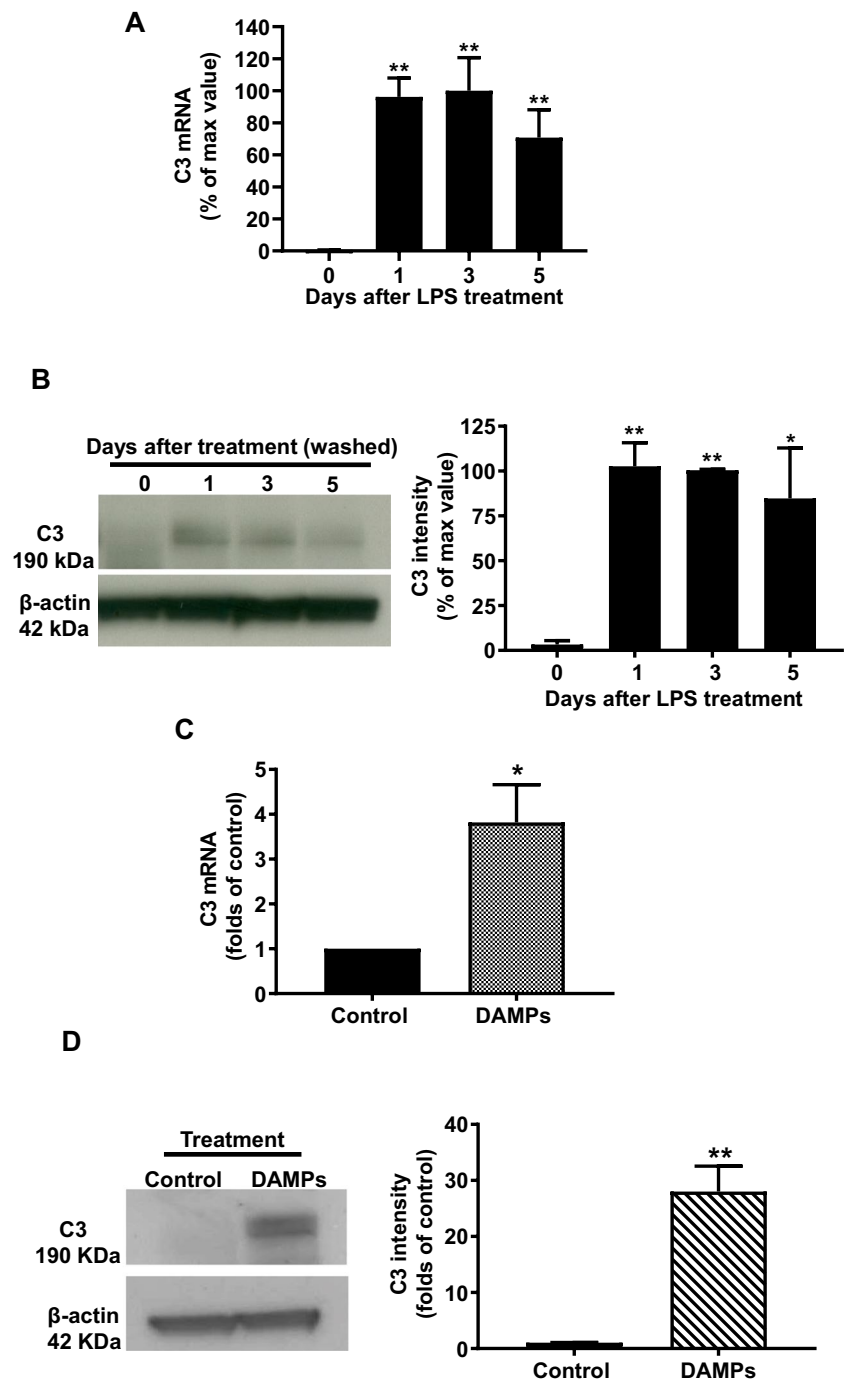 A
C3 mRNA
(% of max value)
140
120
100
80
60
40
20
0
**
**
**
0 1 3 5
Days after LPS treatment
B
Days after treatment (washed)
0 1 3 5
C3
190 kDa
β-actin
42 kDa
C3 intensity
(% of max value)
125
100
75
50
25
0
**
**
*
0 1 3 5
Days after LPS treatment
C
C3 mRNA
(folds of control)
5
4
3
2
1
0
*
Control DAMPs
D
Treatment
Control DAMPs
C3
190 KDa
β-actin
42 KDa
C3 intensity
(folds of control)
40
30
20
10
0
**
Control DAMPs